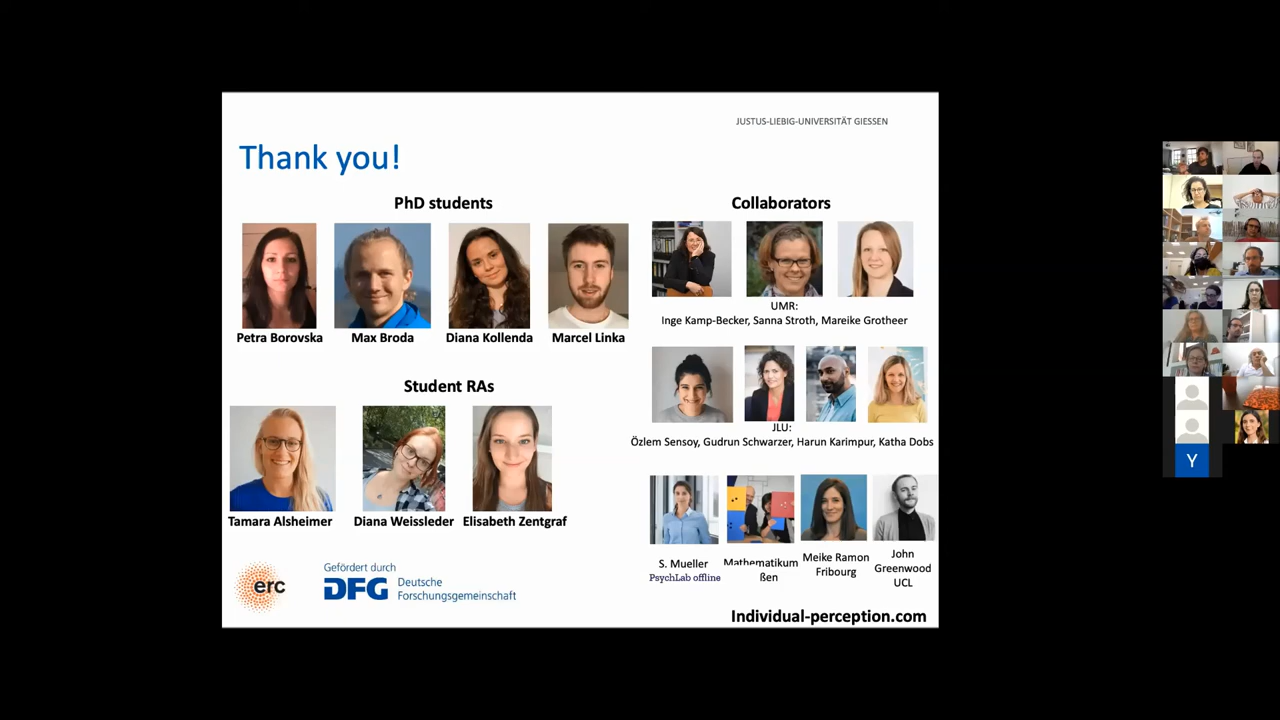 JUSTUS-LIEBIG-UNIVERSITÄT GIESSEN
Thank you!
PhD students
Petra Borovska
Max Broda
Diana Kollenda
Marcel Linka
Student RAs
Tamara Alsheimer
Diana Weissleder
Elisabeth Zentgraf
erc
Gefördert durch
DFG
Deutsche
Forschungsgemeinschaft
Collaborators
UMR:
Inge Kamp-Becker, Sanna Stroth, Mareike Grotheer
JLU:
Özlem Sensoy, Gudrun Schwarzer, Harun Karimpur, Katha Dobs
S. Mueller
PsychLab offline
Mathematikum
ßen
Meike Ramon
Fribourg
John
Greenwood
UCL
Individual-perception.com
Y